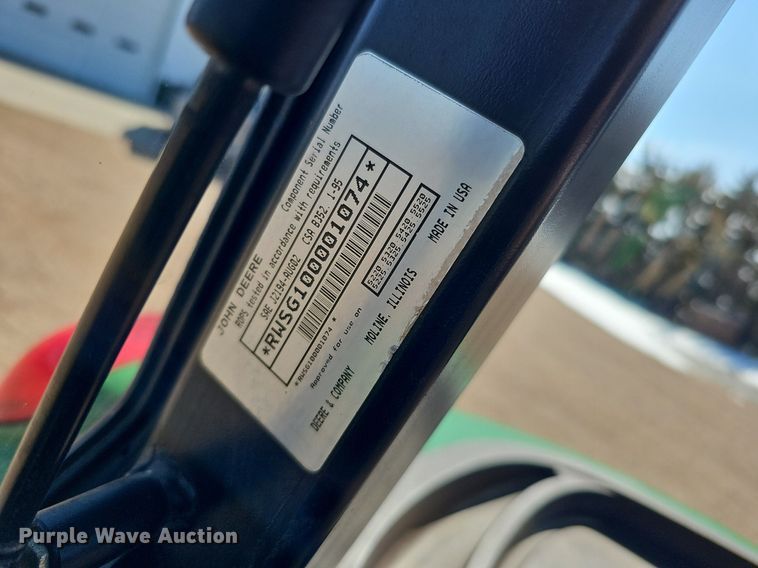 JOHN DEERE
Component Serial Number
ROPS tested in accordance with requirements
SAE J2194-AUG02 CSA B352. 1-95
*RWSG100001074*
*RWSG100001074*
Approved for use on
5220 5320 5420 5520
5225 5325 5425 5525
DEERE & COMPANY MOLINE, ILLINOIS MADE IN USA
Purple Wave Auction